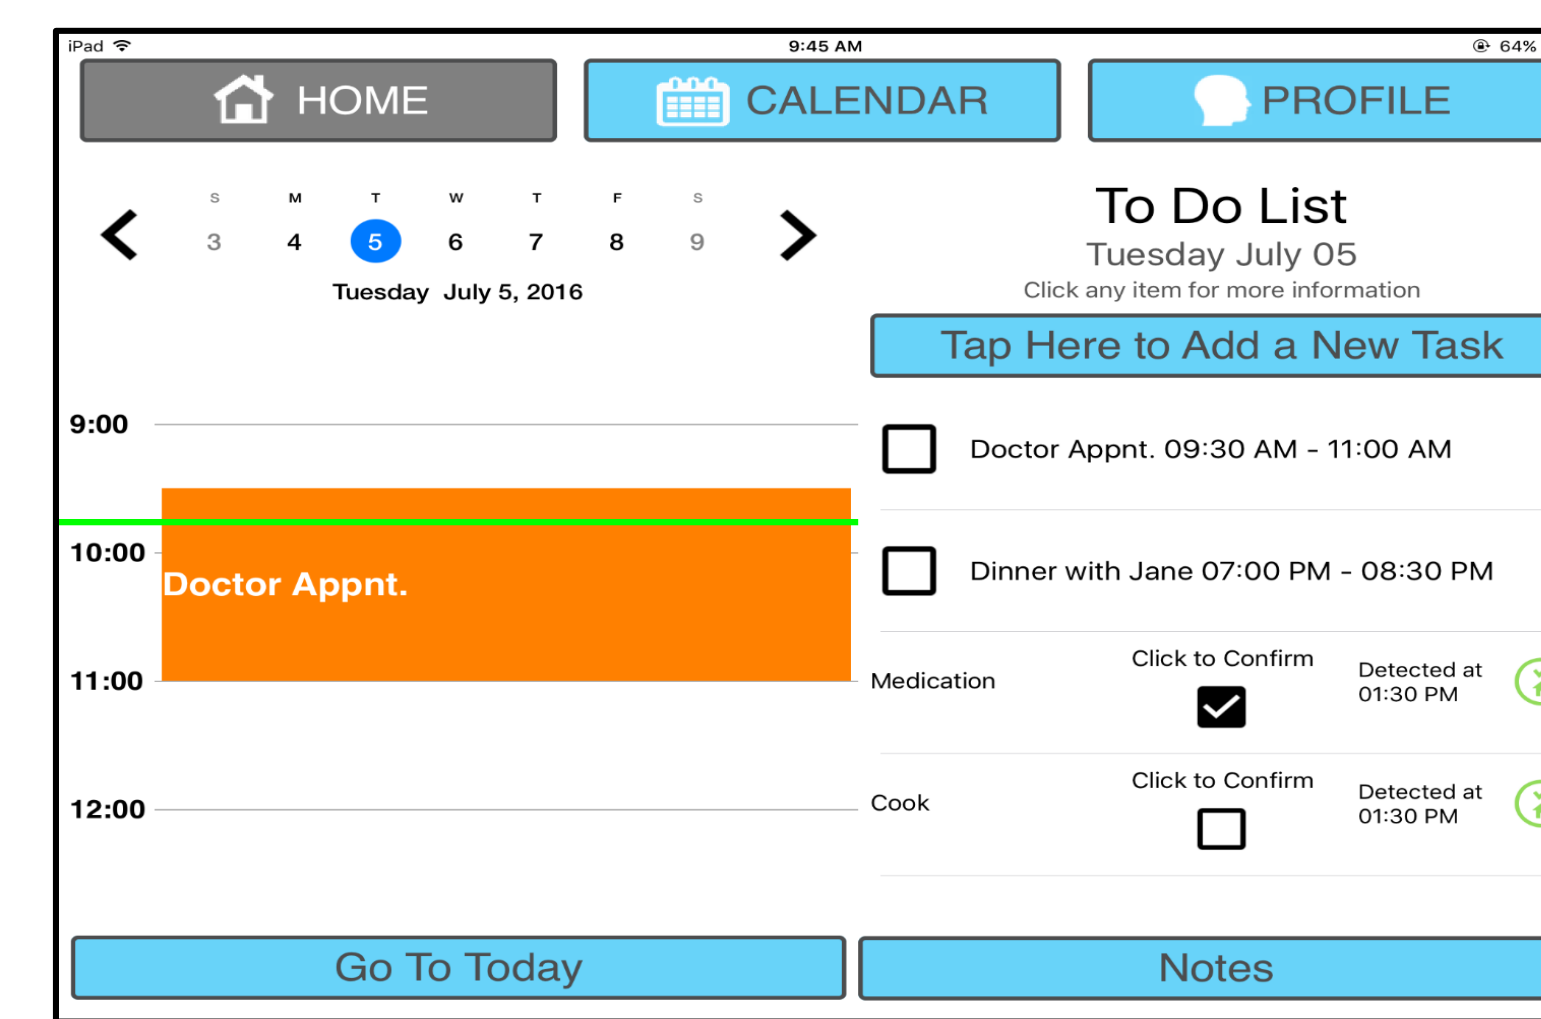 iPad 9:45 AM 64%
HOME CALENDAR PROFILE
S M T W T F S
3 4 5 6 7 8 9
Tuesday July 5, 2016
To Do List
Tuesday July 05
Click any item for more information
Tap Here to Add a New Task
9:00
10:00
Doctor Appnt.
11:00
12:00
Doctor Appnt. 09:30 AM - 11:00 AM
Dinner with Jane 07:00 PM - 08:30 PM
Medication
Click to Confirm
Detected at
01:30 PM
Cook
Click to Confirm
Detected at
01:30 PM
Go To Today
Notes